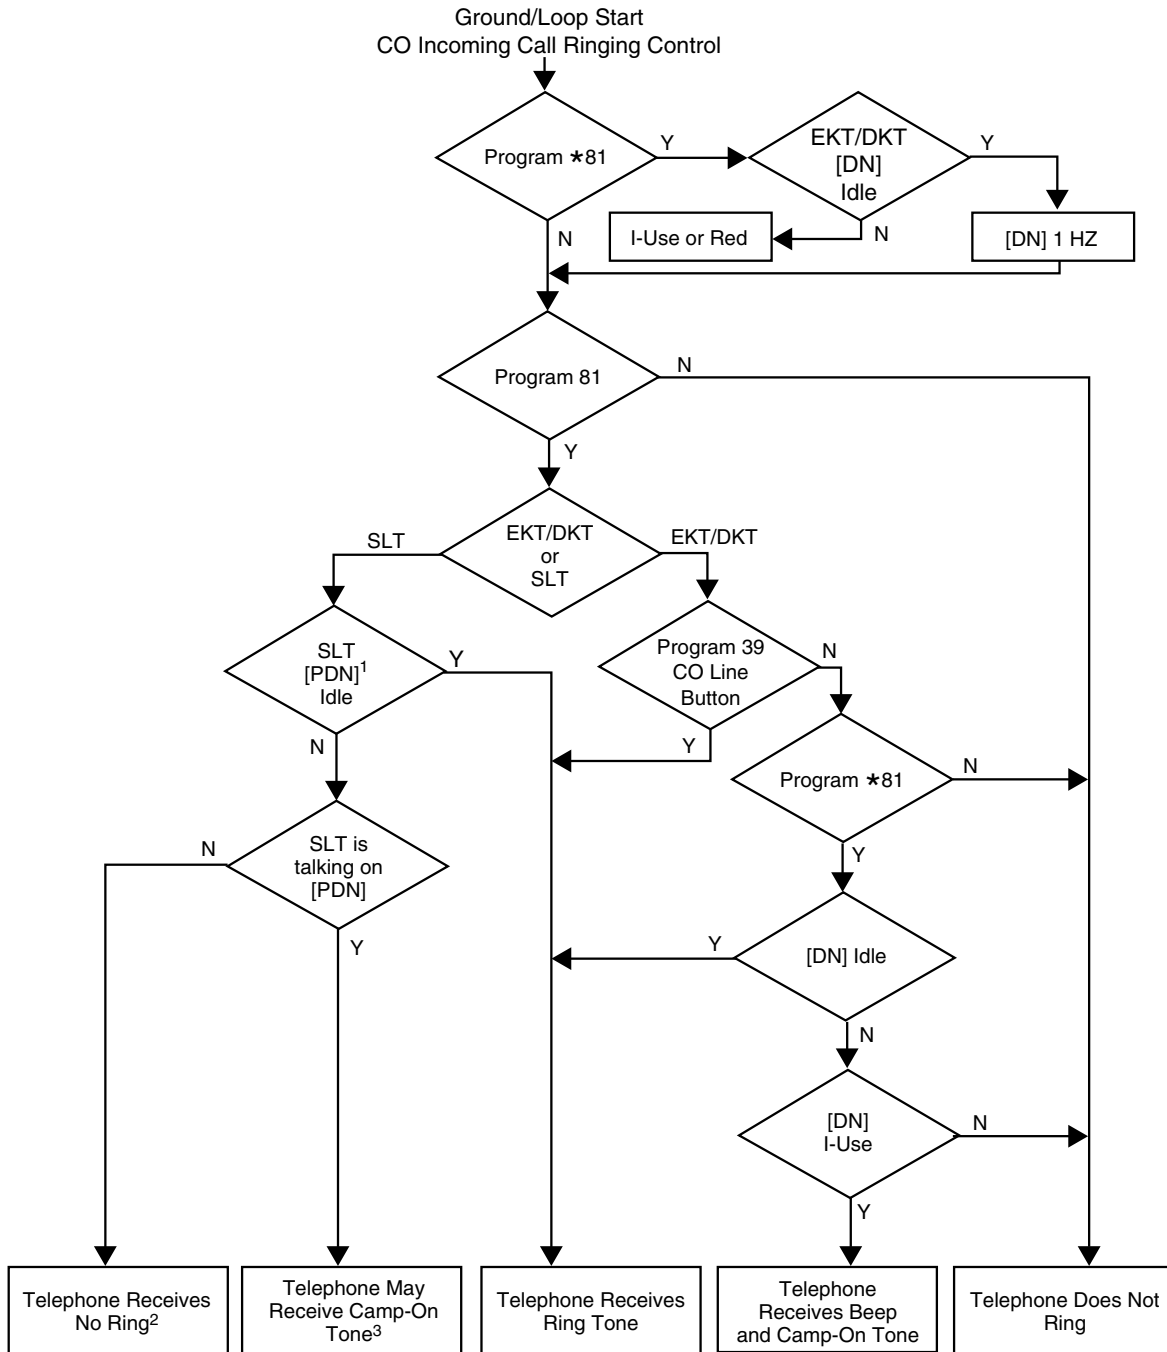 Ground/Loop Start
CO Incoming Call Ringing Control
Program *81
Y
EKT/DKT
[DN]
Idle
Y
N
I-Use or Red
N
[DN] 1 HZ
Program 81
N
Y
SLT
EKT/DKT
or
SLT
EKT/DKT
SLT
[PDN]1
Idle
Y
Program 39
CO Line
Button
N
N
Y
Program *81
N
N
SLT is
talking on
[PDN]
Y
Y
Y
[DN] Idle
N
[DN]
I-Use
N
Y
Telephone Receives
No Ring2
Telephone May
Receive Camp-On
Tone3
Telephone Receives
Ring Tone
Telephone
Receives Beep
and Camp-On Tone
Telephone Does Not
Ring